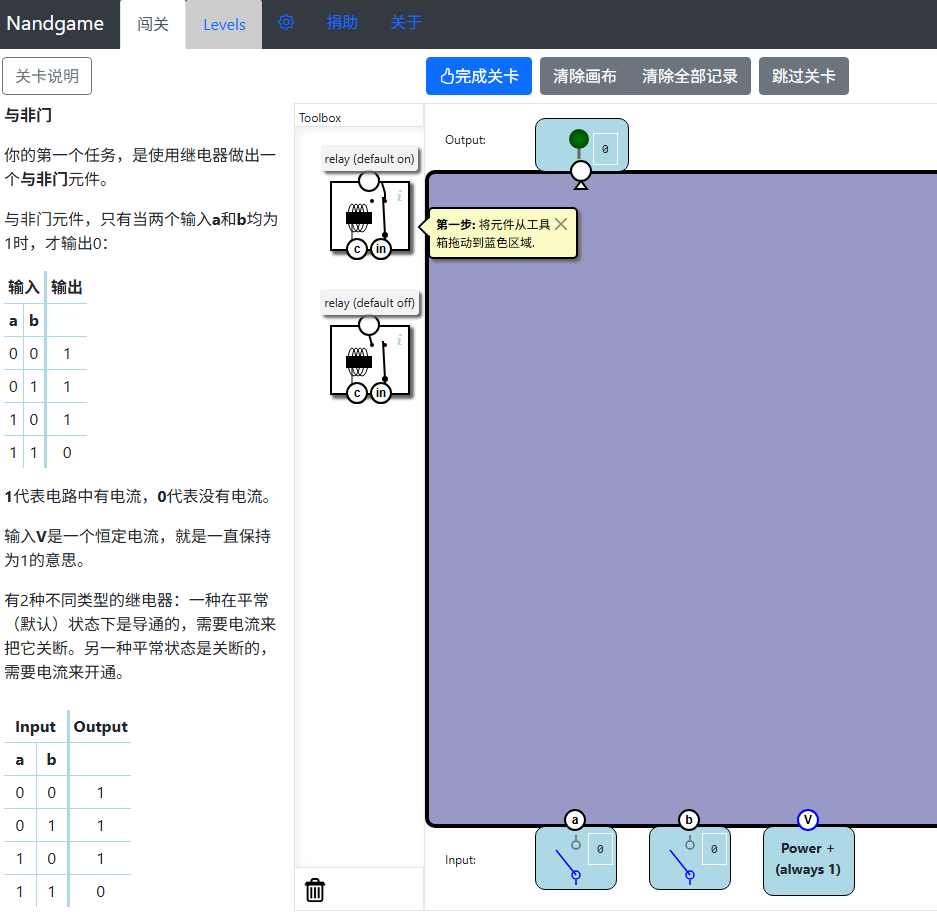 Nandgame
闯关
Levels
捐助
关于
关卡说明
完成关卡
清除画布
清除全部记录
跳过关卡
与非门
你的第一个任务，是使用继电器做出一
个与非门元件。
与非门元件，只有当两个输入a和b均为
1时，才输出0：
输入 输出
a b
0 0 1
0 1 1
1 0 1
1 1 0
1代表电路中有电流，0代表没有电流。
输入V是一个恒定电流，就是一直保持
为1的意思。
有2种不同类型的继电器：一种在平常
（默认）状态下是导通的，需要电流来
把它关断。另一种平常状态是关断的，
需要电流来开通。
Input Output
a b
0 0 1
0 1 1
1 0 1
1 1 0
Toolbox
relay (default on)
i
c in
relay (default off)
i
c in
Output:
0
第一步: 将元件从工具
箱拖动到蓝色区域.
Input:
a
0
b
0
V
Power +
(always 1)